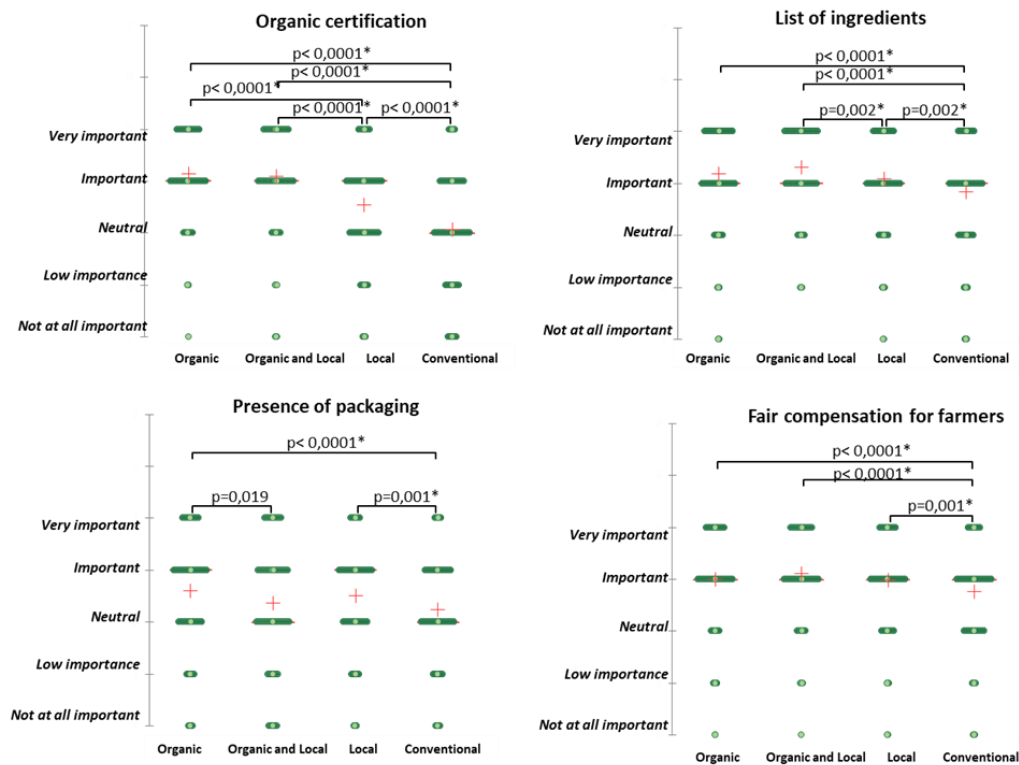 Organic certification
p< 0,0001*
p< 0,0001*
p< 0,0001*
p< 0,0001* p< 0,0001*
Very important
Important
Neutral
Low importance
Not at all important
Organic Organic and Local Local Conventional
List of ingredients
p< 0,0001*
p< 0,0001*
p=0,002* p=0,002*
Very important
Important
Neutral
Low importance
Not at all important
Organic Organic and Local Local Conventional
Presence of packaging
p< 0,0001*
p=0,019 p=0,001*
Very important
Important
Neutral
Low importance
Not at all important
Organic Organic and Local Local Conventional
Fair compensation for farmers
p< 0,0001*
p< 0,0001*
p=0,001*
Very important
Important
Neutral
Low importance
Not at all important
Organic Organic and Local Local Conventional